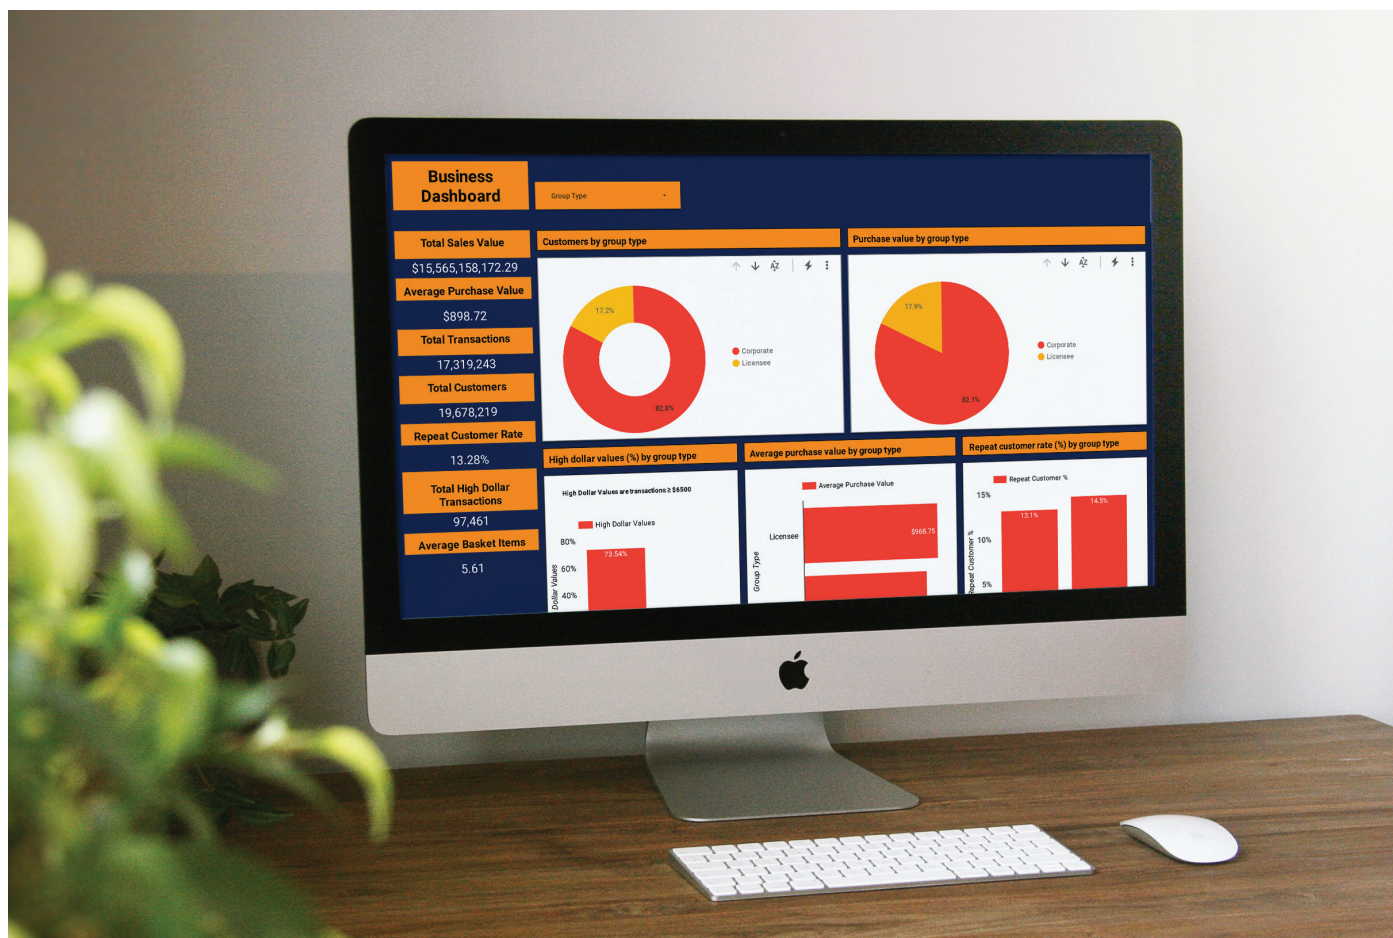 Business
Dashboard
Group Type
Total Sales Value
$15,565,158,172.29
Average Purchase Value
$898.72
Total Transactions
17,319,243
Total Customers
19,678,219
Repeat Customer Rate
13.28%
Total High Dollar
Transactions
97,461
Average Basket Items
5.61
Customers by group type
AZ
17.2%
82.8%
Corporate
Licensee
Purchase value by group type
AZ
17.9%
82.1%
Corporate
Licensee
High dollar values (%) by group type
High Dollar Values are transactions ≥ $6500
High Dollar Values
80%
73.54%
60%
40%
Dollar Values
Average purchase value by group type
Average Purchase Value
Licensee
$968.75
Group Type
Repeat customer rate (%) by group type
Repeat Customer %
15%
14.5%
13.1%
10%
5%
Repeat Customer %